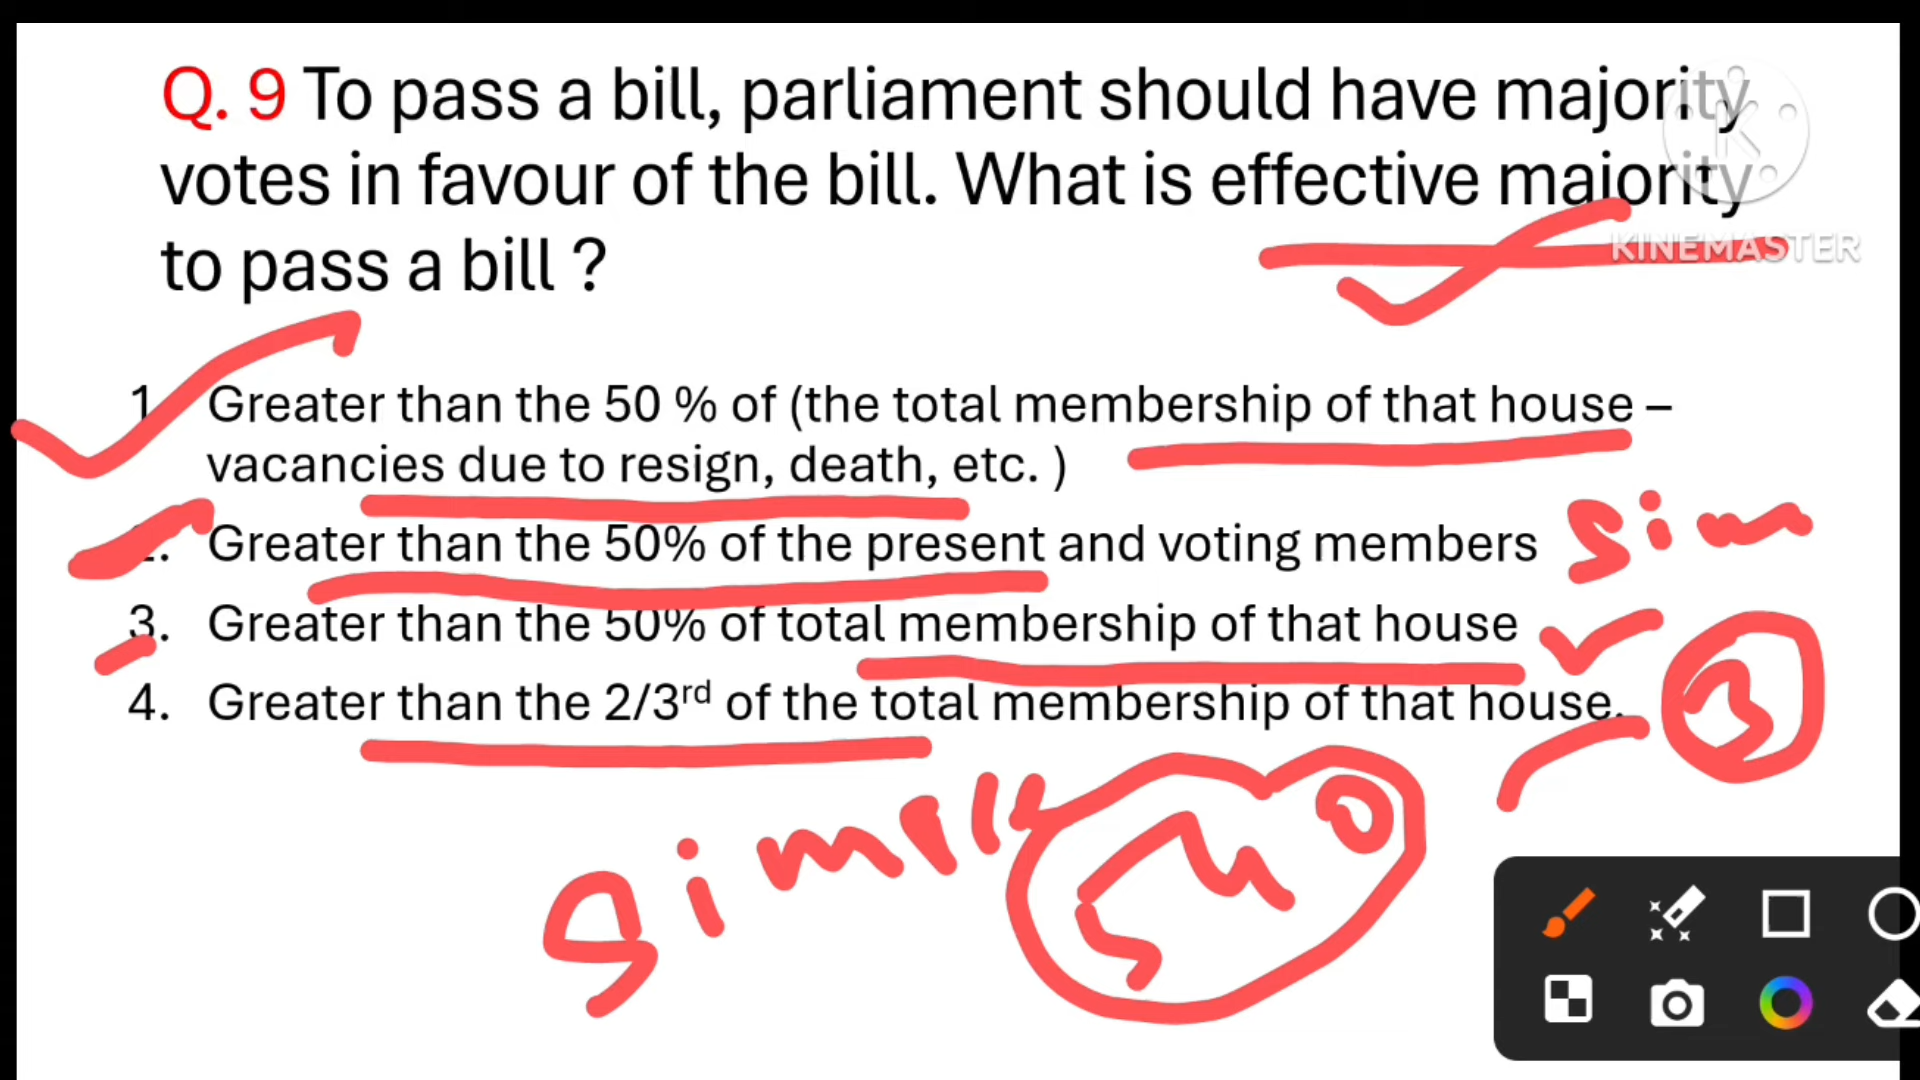 Q. 9 To pass a bill, parliament should have majority
votes in favour of the bill. What is effective majority
to pass a bill ?
KINEMASTER
1. Greater than the 50 % of (the total membership of that house –
vacancies due to resign, death, etc. )
2. Greater than the 50% of the present and voting members
sim
3. Greater than the 50% of total membership of that house
4. Greater than the 2/3rd of the total membership of that house.
3